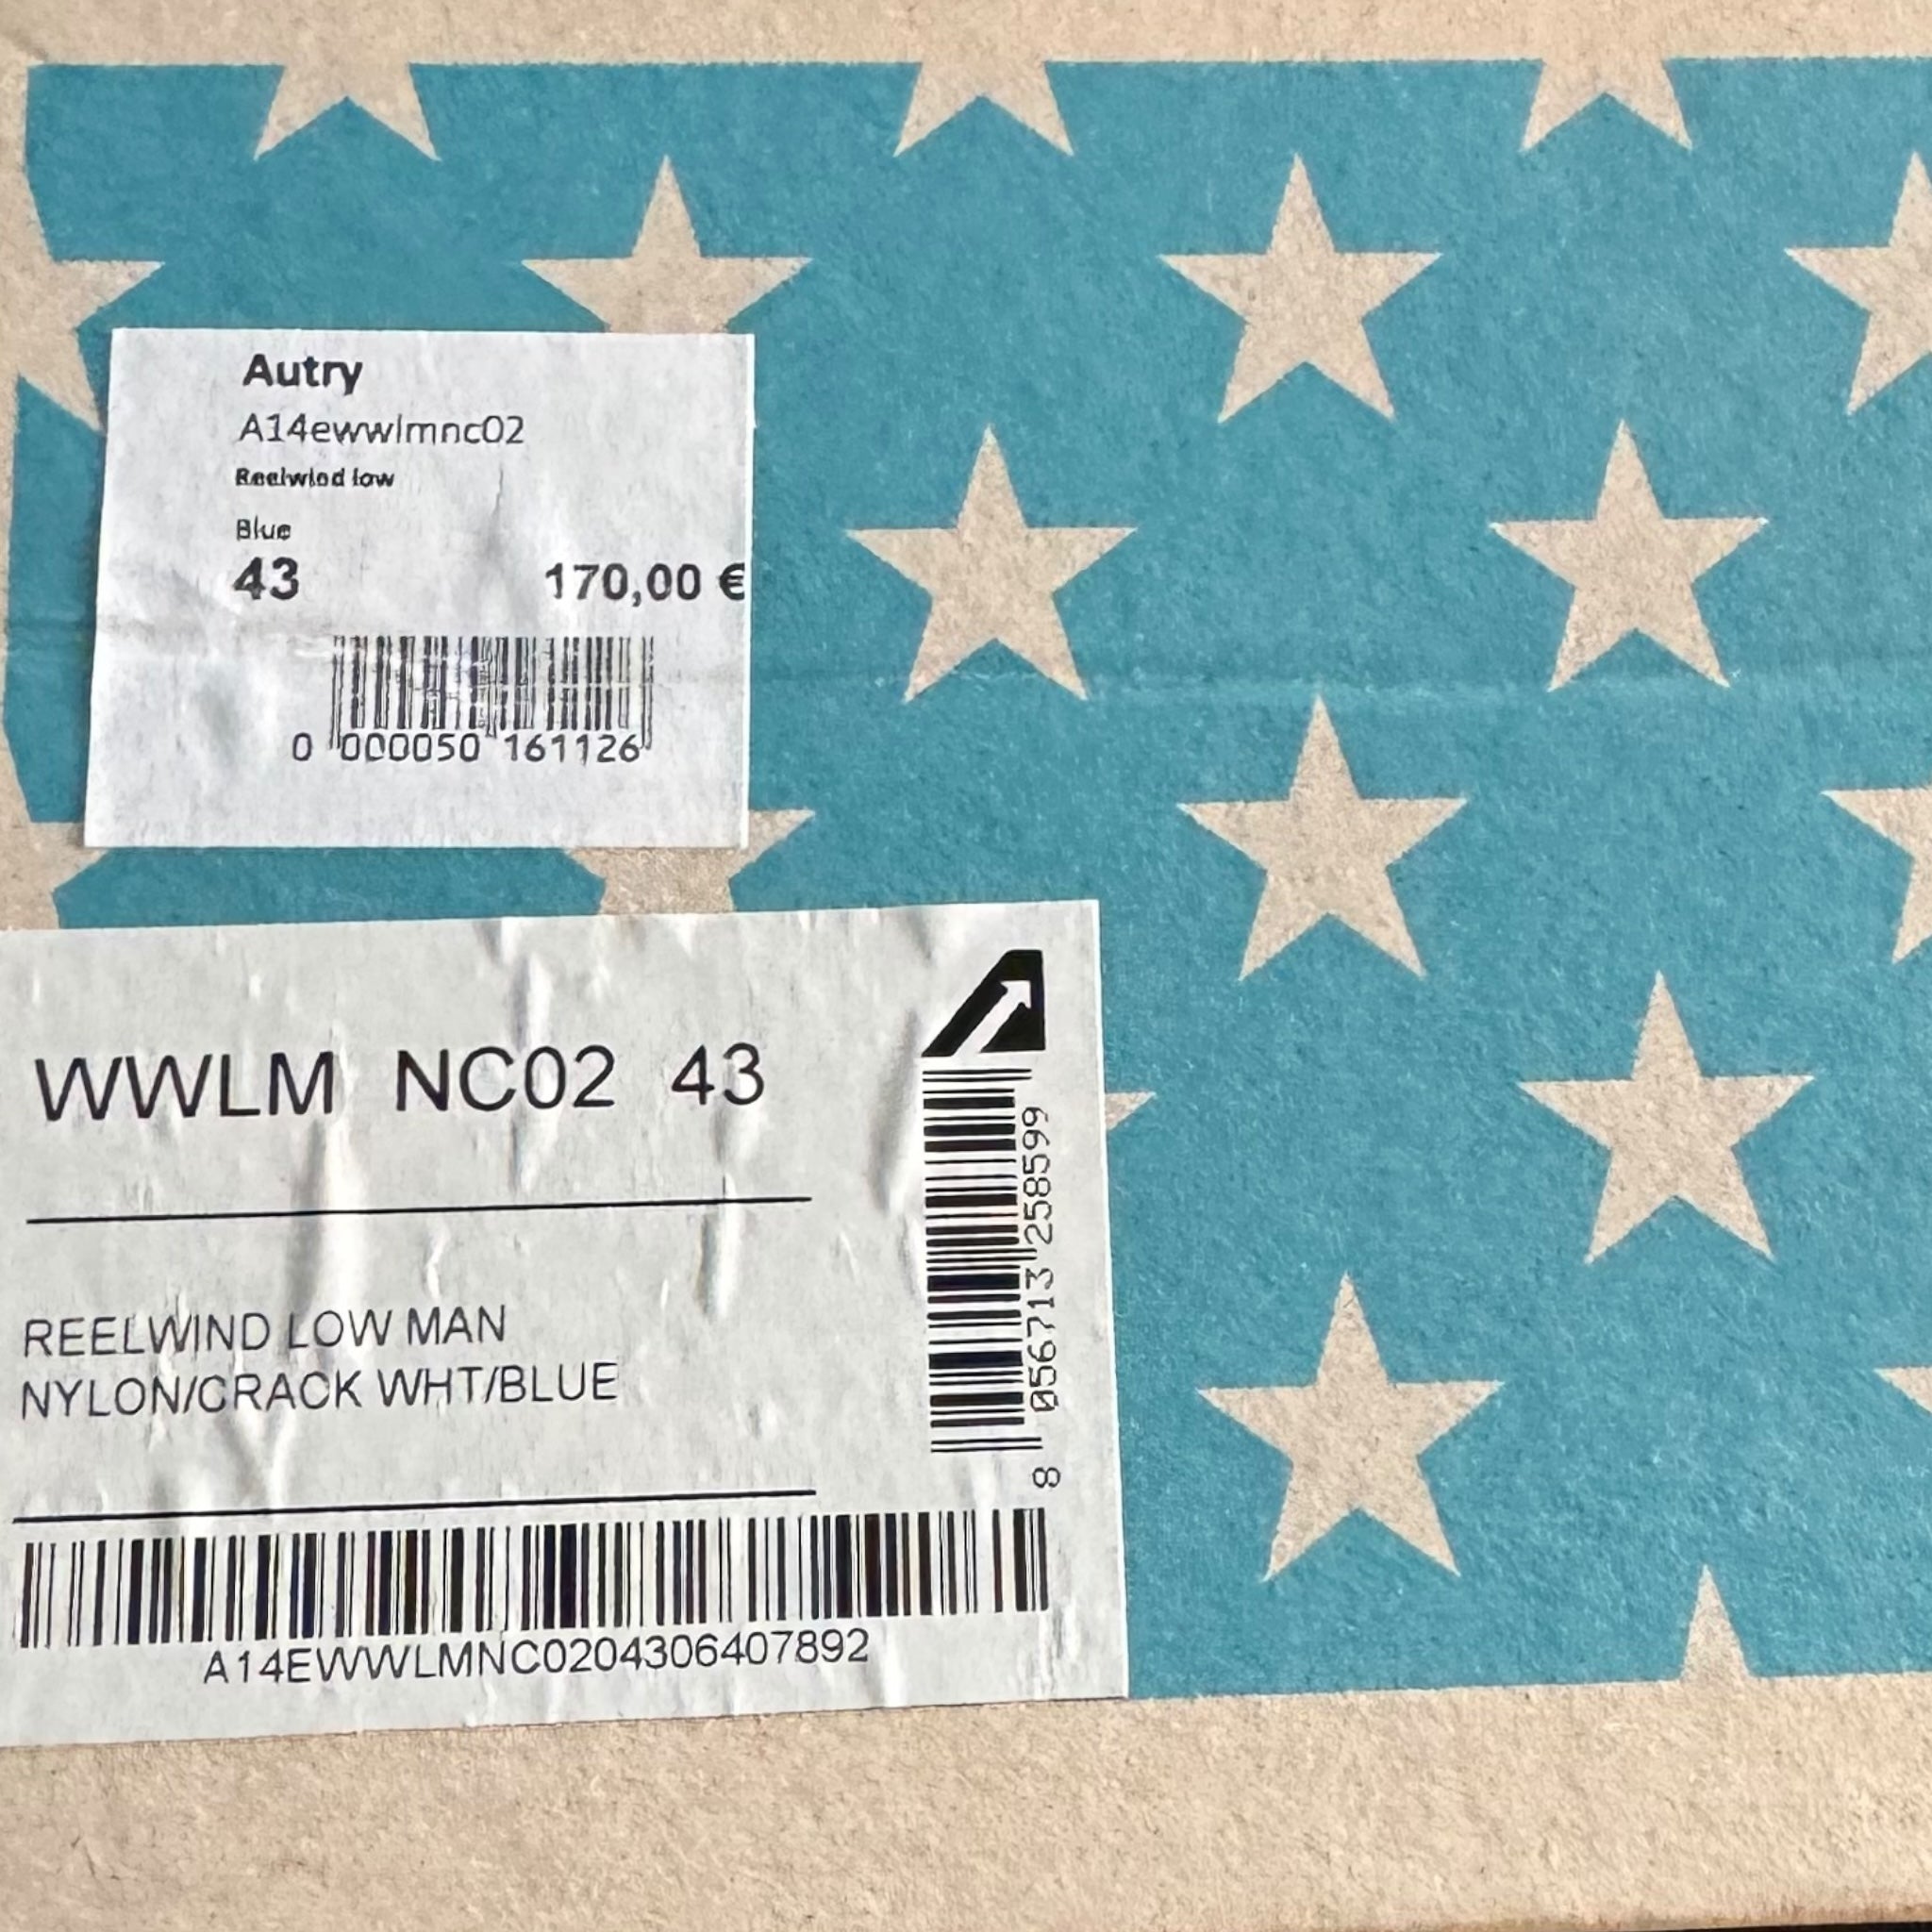 Autry
A14ewwlmnc02
Reelwind low
Blue
43 170,00 €
0 000050 161126
WWLM NC02 43
REELWIND LOW MAN
NYLON/CRACK WHT/BLUE
8 056713 258599
A14EWWLMNC0204306407892